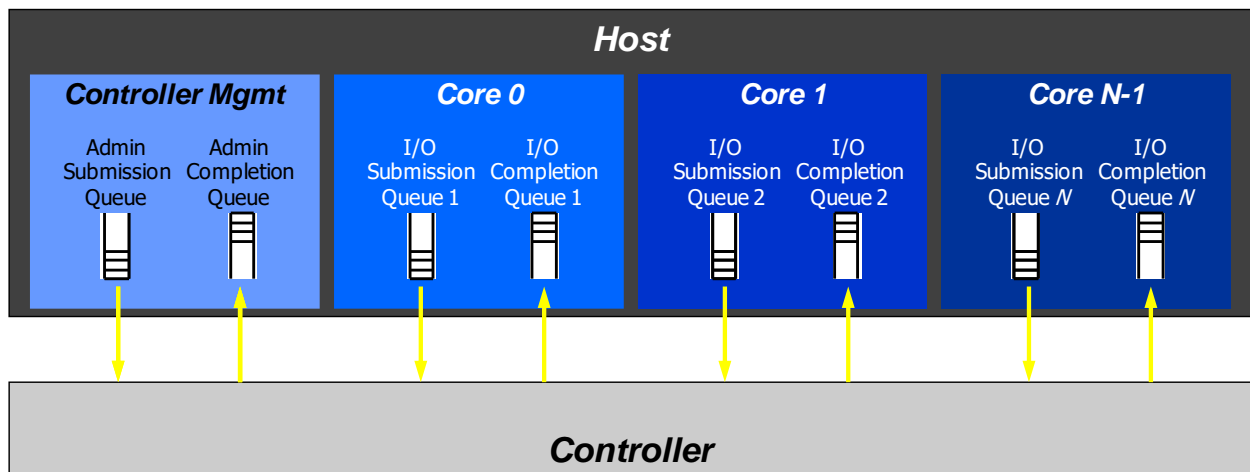 Host
Controller Mgmt
Admin
Submission
Queue
Admin
Completion
Queue
Core 0
I/O
Submission
Queue 1
I/O
Completion
Queue 1
Core 1
I/O
Submission
Queue 2
I/O
Completion
Queue 2
Core N-1
I/O
Submission
Queue N
I/O
Completion
Queue N
Controller